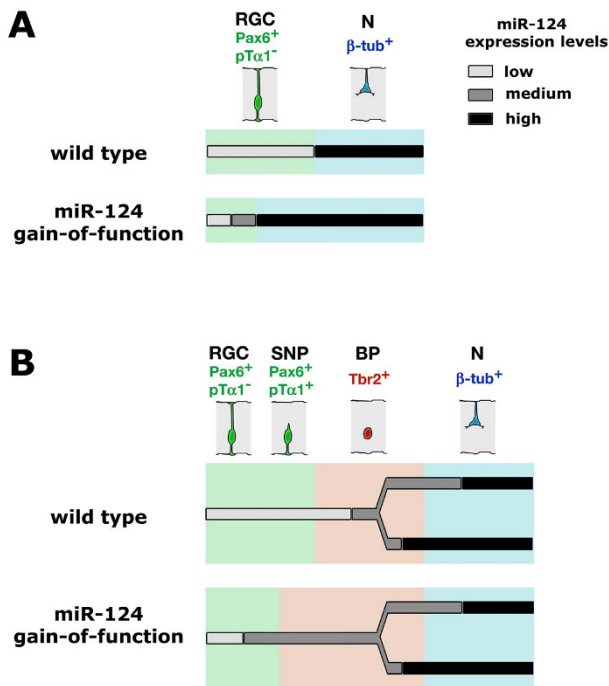 A
RGC
Pax6⁺
pTα1⁻
N
β-tub⁺
miR-124
expression levels
low
medium
high
wild type
miR-124
gain-of-function
B
RGC
Pax6⁺
pTα1⁻
SNP
Pax6⁺
pTα1⁺
BP
Tbr2⁺
N
β-tub⁺
wild type
miR-124
gain-of-function